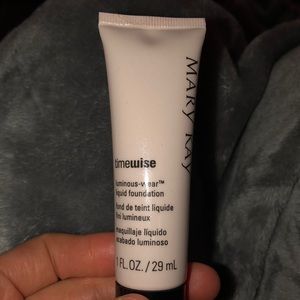 MARY KAY
timewise
luminous-wear™
liquid foundation
fond de teint liquide
fini lumineux
maquillaje líquido
acabado luminoso
1 FL.OZ. / 29 mL